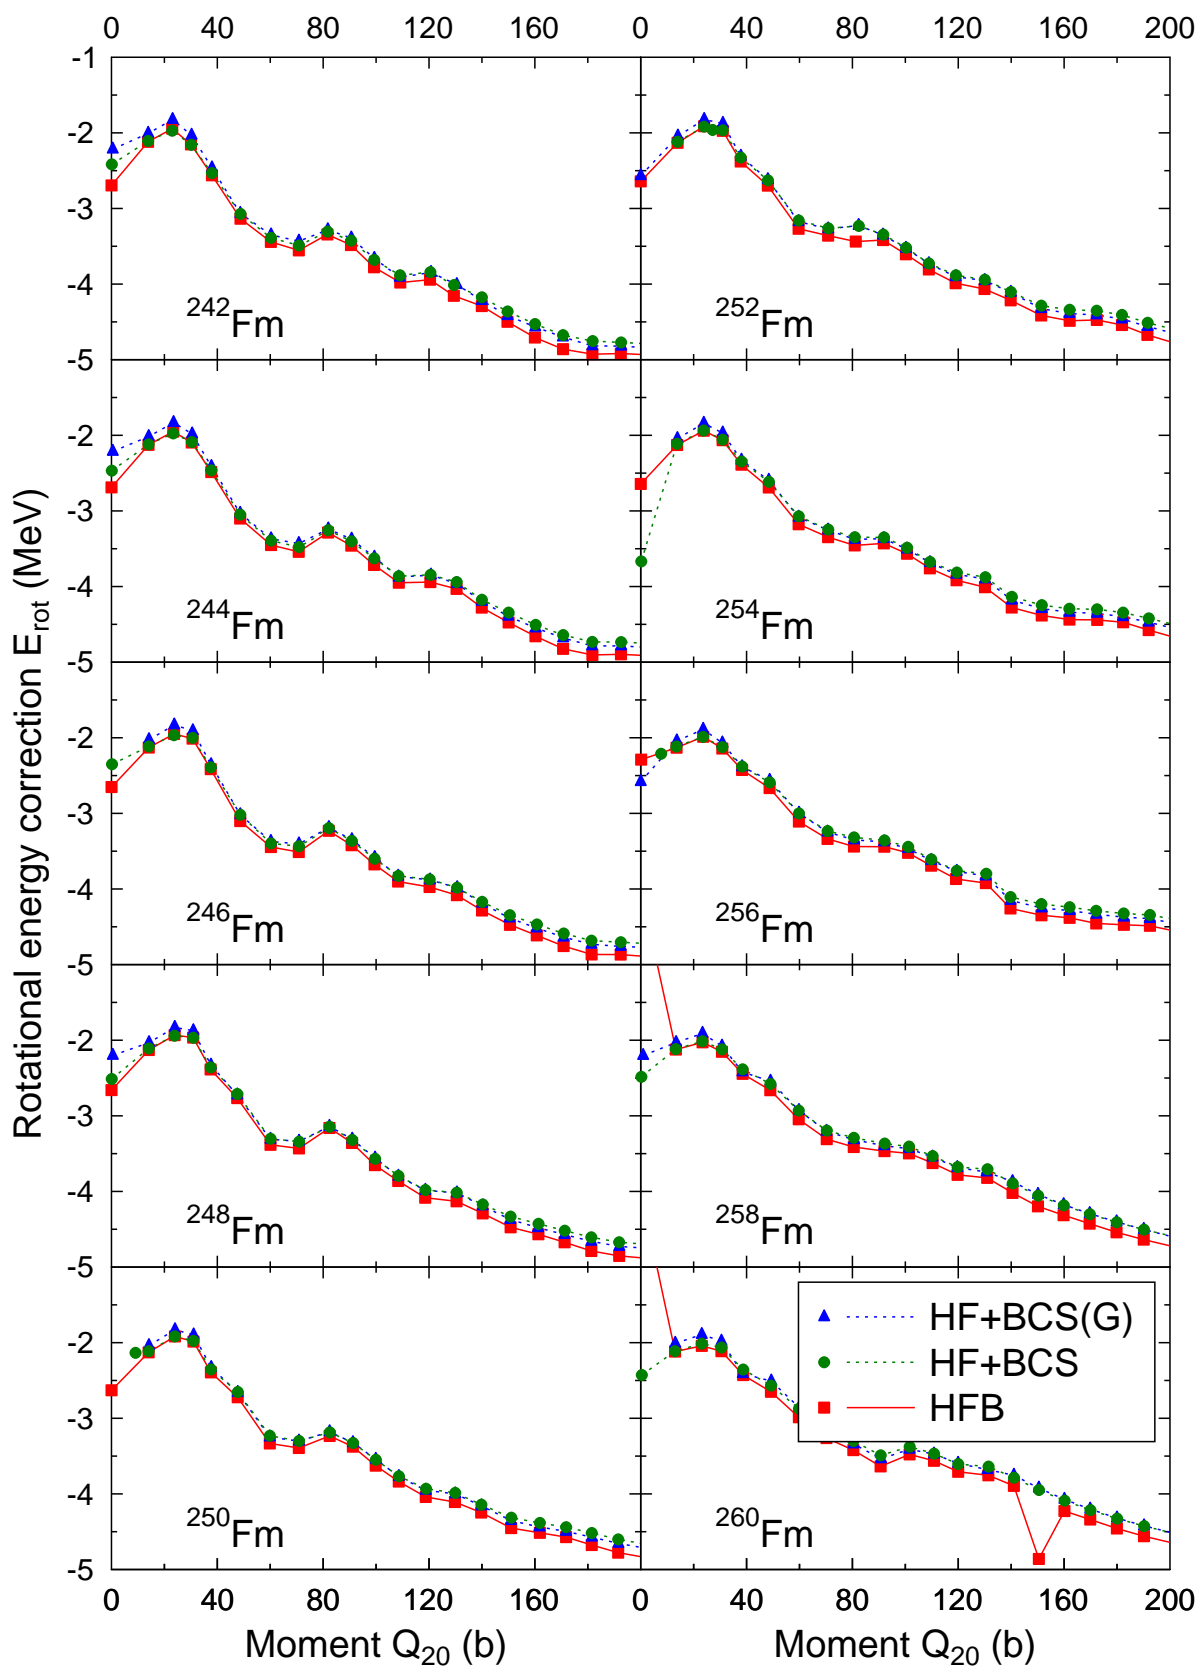 0 40 80 120 160 0 40 80 120 160 200
-1
-2
-3
-4
-5
-2
-3
-4
-5
-2
-3
-4
-5
-2
-3
-4
-5
-2
-3
-4
-5
Rotational energy correction E_rot (MeV)
²⁴²Fm
²⁵²Fm
²⁴⁴Fm
²⁵⁴Fm
²⁴⁶Fm
²⁵⁶Fm
²⁴⁸Fm
²⁵⁸Fm
²⁵⁰Fm
²⁶⁰Fm
HF+BCS(G)
HF+BCS
HFB
0 40 80 120 160 0 40 80 120 160 200
Moment Q₂₀ (b) Moment Q₂₀ (b)